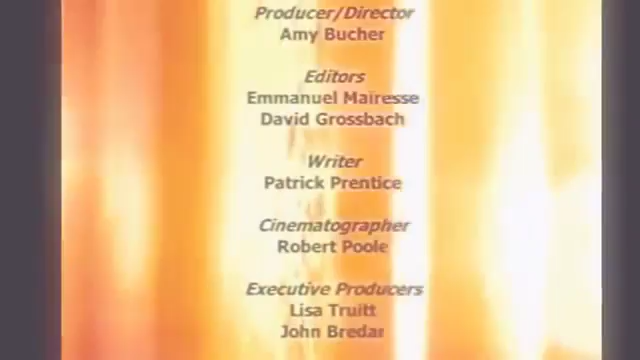 Producer/Director
Amy Bucher
Editors
Emmanuel Mairesse
David Grossbach
Writer
Patrick Prentice
Cinematographer
Robert Poole
Executive Producers
Lisa Truitt
John Bredar